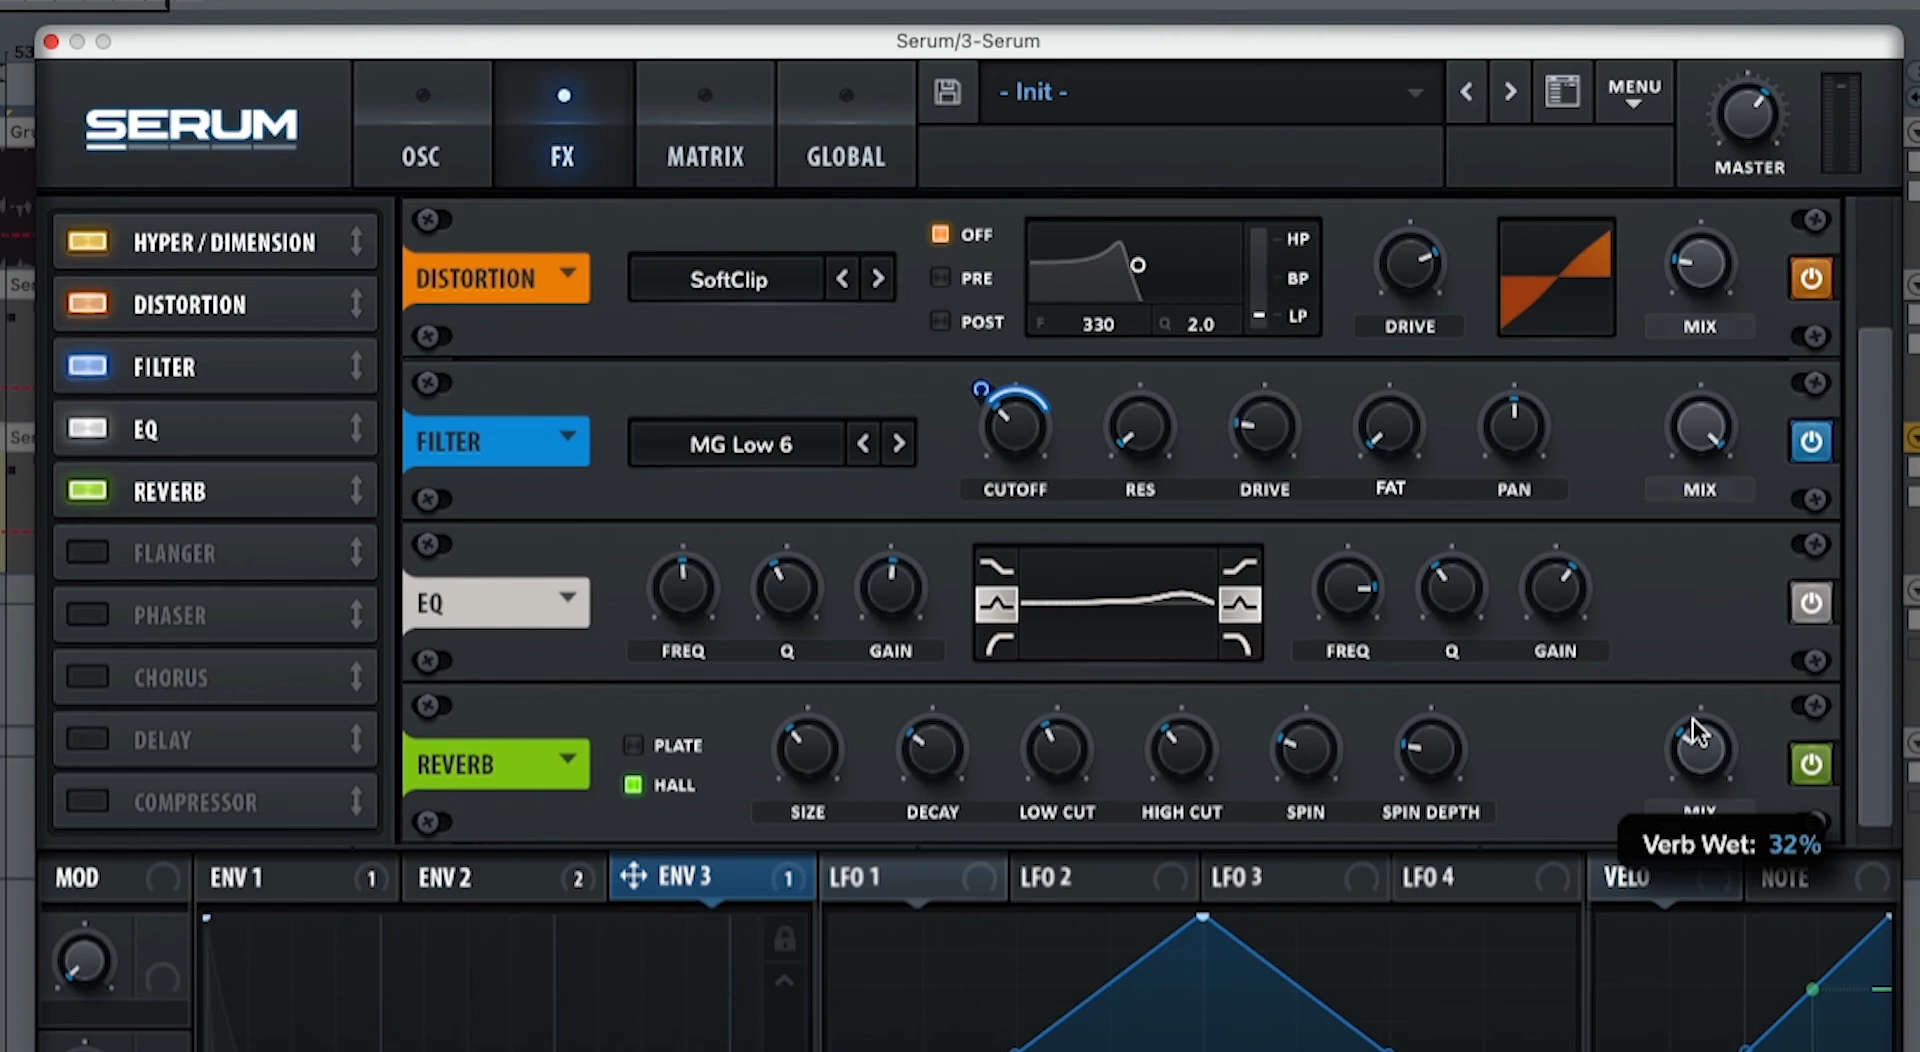 Serum/3-Serum
53
SERUM
OSC
FX
MATRIX
GLOBAL
- Init -
MENU
MASTER
Gru
HYPER / DIMENSION
DISTORTION
FILTER
EQ
REVERB
FLANGER
PHASER
CHORUS
DELAY
COMPRESSOR
DISTORTION
SoftClip
OFF
PRE
POST
F 330
Q 2.0
HP
BP
LP
DRIVE
MIX
FILTER
MG Low 6
CUTOFF
RES
DRIVE
FAT
PAN
MIX
EQ
FREQ
Q
GAIN
FREQ
Q
GAIN
REVERB
PLATE
HALL
SIZE
DECAY
LOW CUT
HIGH CUT
SPIN
SPIN DEPTH
MIX
Verb Wet: 32%
MOD
ENV 1 1
ENV 2 2
ENV 3 1
LFO 1
LFO 2
LFO 3
LFO 4
VELO
NOTE